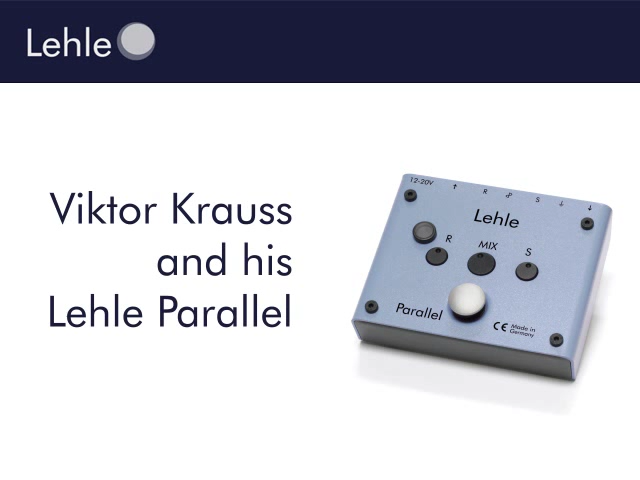 Lehle
Viktor Krauss
and his
Lehle Parallel
12-20V
R
S
Lehle
R
MIX
S
Parallel
CE Made in
Germany